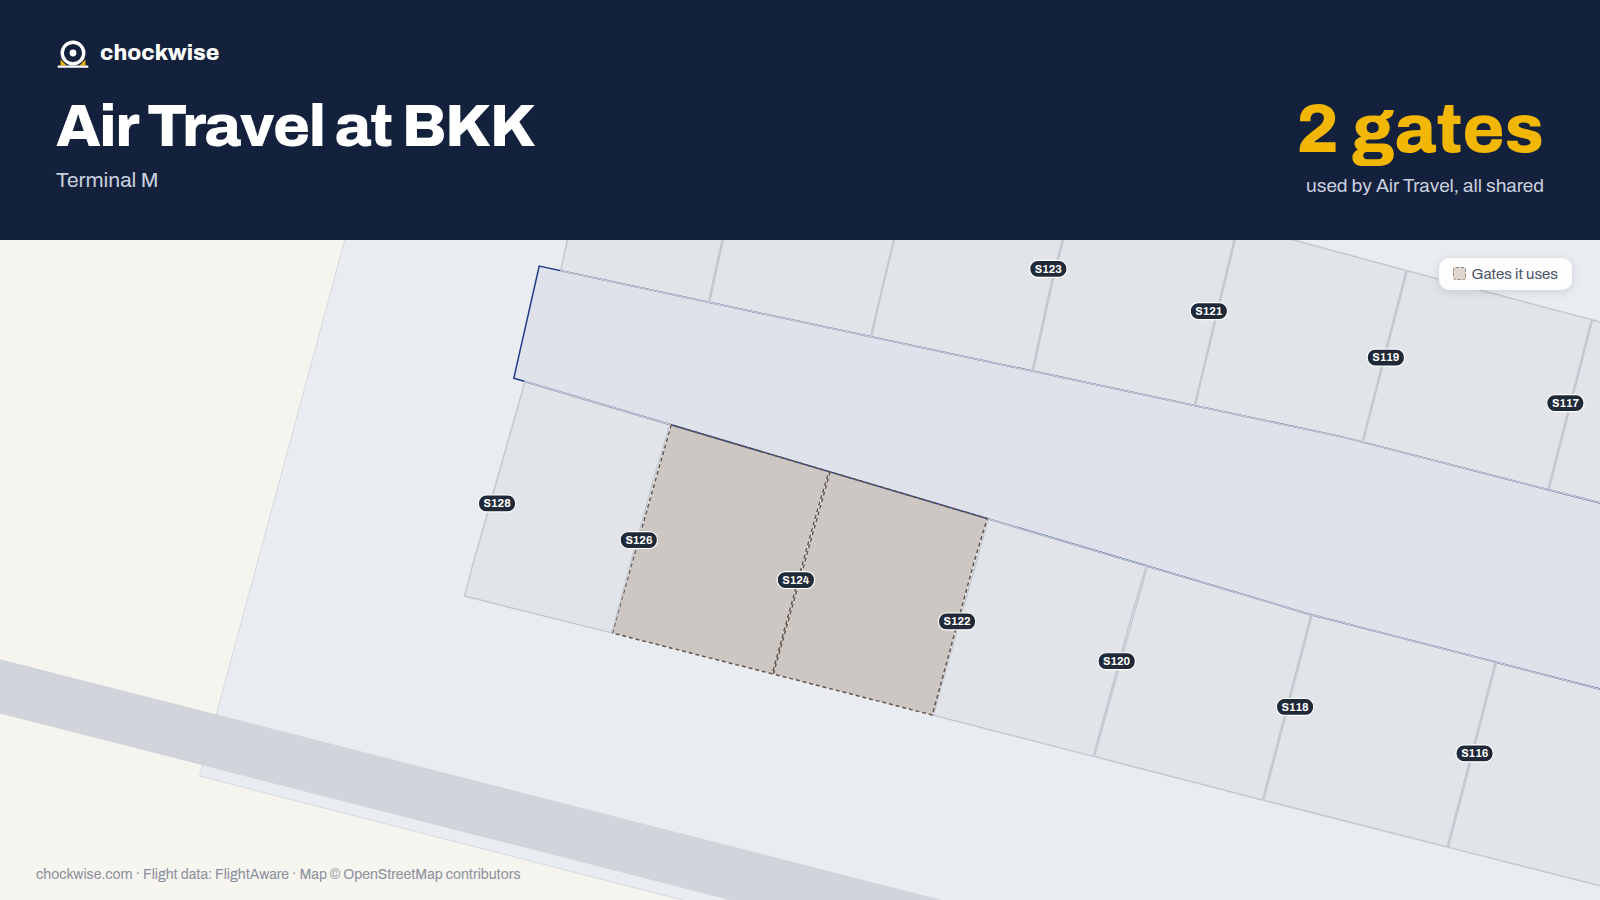 chockwise
Air Travel at BKK
Terminal M
2 gates
used by Air Travel, all shared
Gates it uses
S123
S121
S119
S117
S128
S126
S124
S122
S120
S118
S116
chockwise.com · Flight data: FlightAware · Map © OpenStreetMap contributors